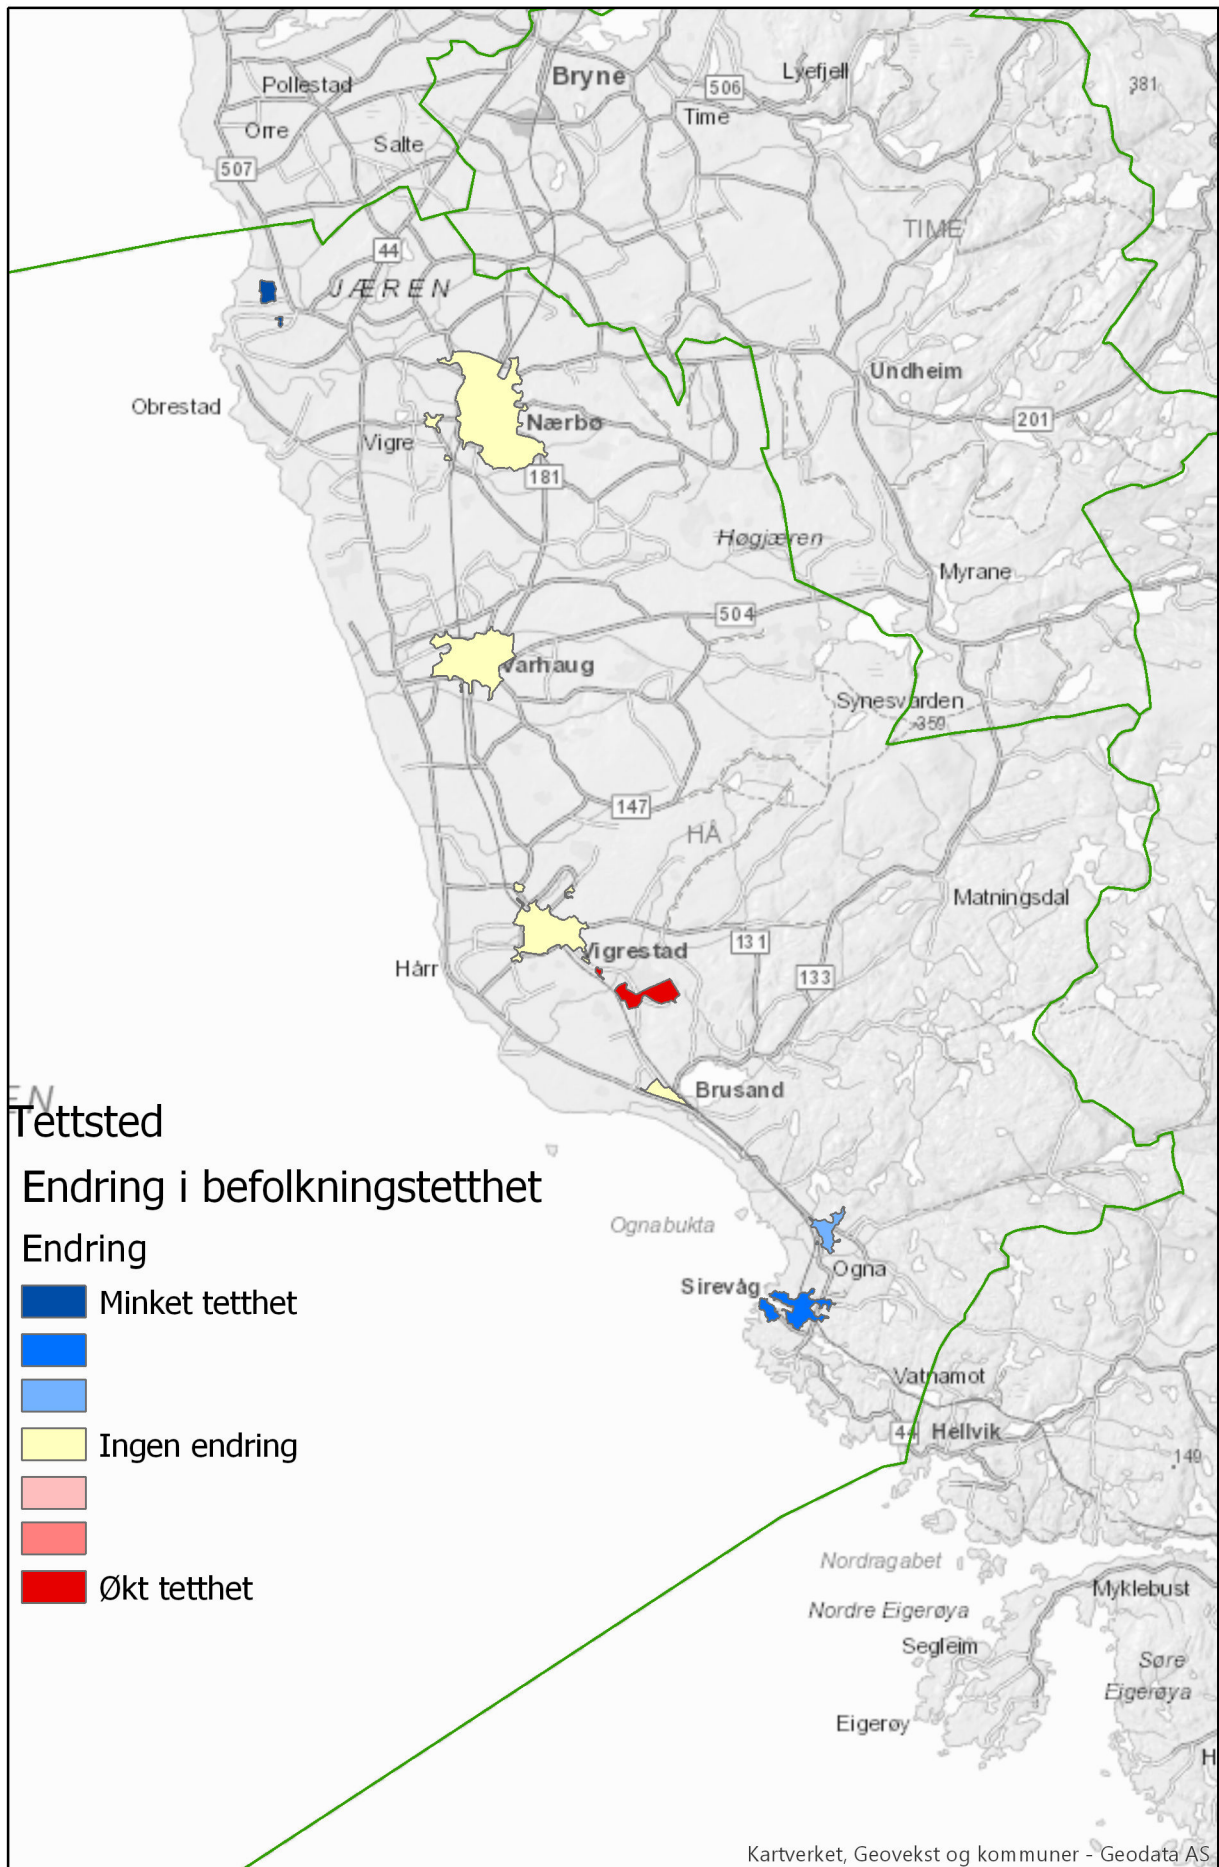 Bryne
Lyefjell
Pollestad
506
381
Time
Orre
Salte
507
TIME
44
JÆREN
Undheim
Obrestad
201
Nærbø
Vigre
181
Høgjæren
Myrane
504
Varhaug
Synesvarden
359
147
HÅ
Matningsdal
131
Vigrestad
Hårr
133
Brusand
EN
Tettsted
Endring i befolkningstetthet
Ognabukta
Endring
Ogna
Sirevåg
Minket tetthet
Vatnamot
44
Hellvik
Ingen endring
149
Nordragabet
Økt tetthet
Myklebust
Nordre Eigerøya
Segleim
Søre
Eigerøya
Eigerøy
H
Kartverket, Geovekst og kommuner - Geodata AS